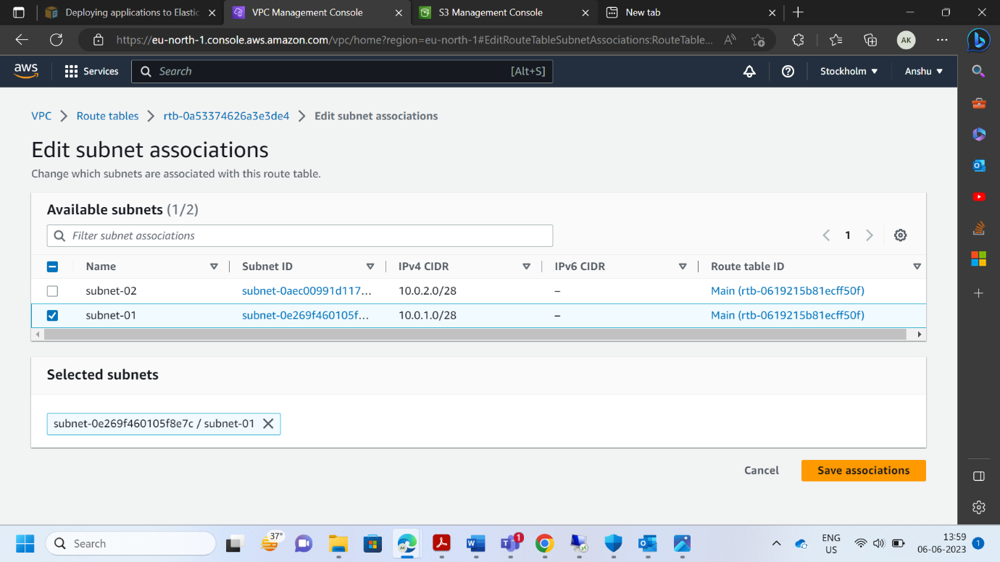 Deploying applications to Elastic
VPC Management Console
S3 Management Console
New tab
https://eu-north-1.console.aws.amazon.com/vpc/home?region=eu-north-1#EditRouteTableSubnetAssociations:RouteTable...
AK
aws
Services
Search
[Alt+S]
Stockholm
Anshu
VPC
Route tables
rtb-0a53374626a3e3de4
Edit subnet associations
Edit subnet associations
Change which subnets are associated with this route table.
Available subnets (1/2)
Filter subnet associations
1
Name Subnet ID IPv4 CIDR IPv6 CIDR Route table ID
subnet-02 subnet-0aec00991d117... 10.0.2.0/28 – Main (rtb-0619215b81ecff50f)
subnet-01 subnet-0e269f460105f... 10.0.1.0/28 – Main (rtb-0619215b81ecff50f)
Selected subnets
subnet-0e269f460105f8e7c / subnet-01
Cancel
Save associations
Search
37°
1
ENG
US
13:59
06-06-2023
1